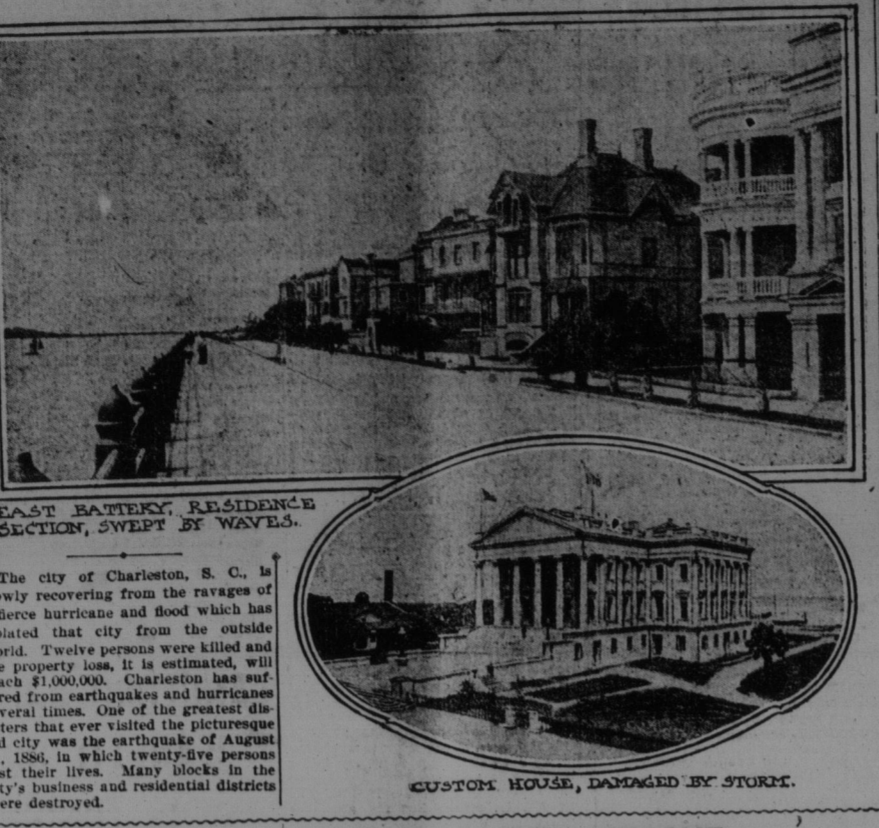 EAST BATTERY, RESIDENCE
SECTION, SWEPT BY WAVES.
The city of Charleston, S. C., is
owly recovering from the ravages of
fierce hurricane and flood which has
olated that city from the outside
orld. Twelve persons were killed and
e property loss, it is estimated, will
ach $1,000,000. Charleston has suf-
red from earthquakes and hurricanes
veral times. One of the greatest dis-
ters that ever visited the picturesque
d city was the earthquake of August
, 1886, in which twenty-five persons
st their lives. Many blocks in the
ty's business and residential districts
ere destroyed.
CUSTOM HOUSE, DAMAGED BY STORM.